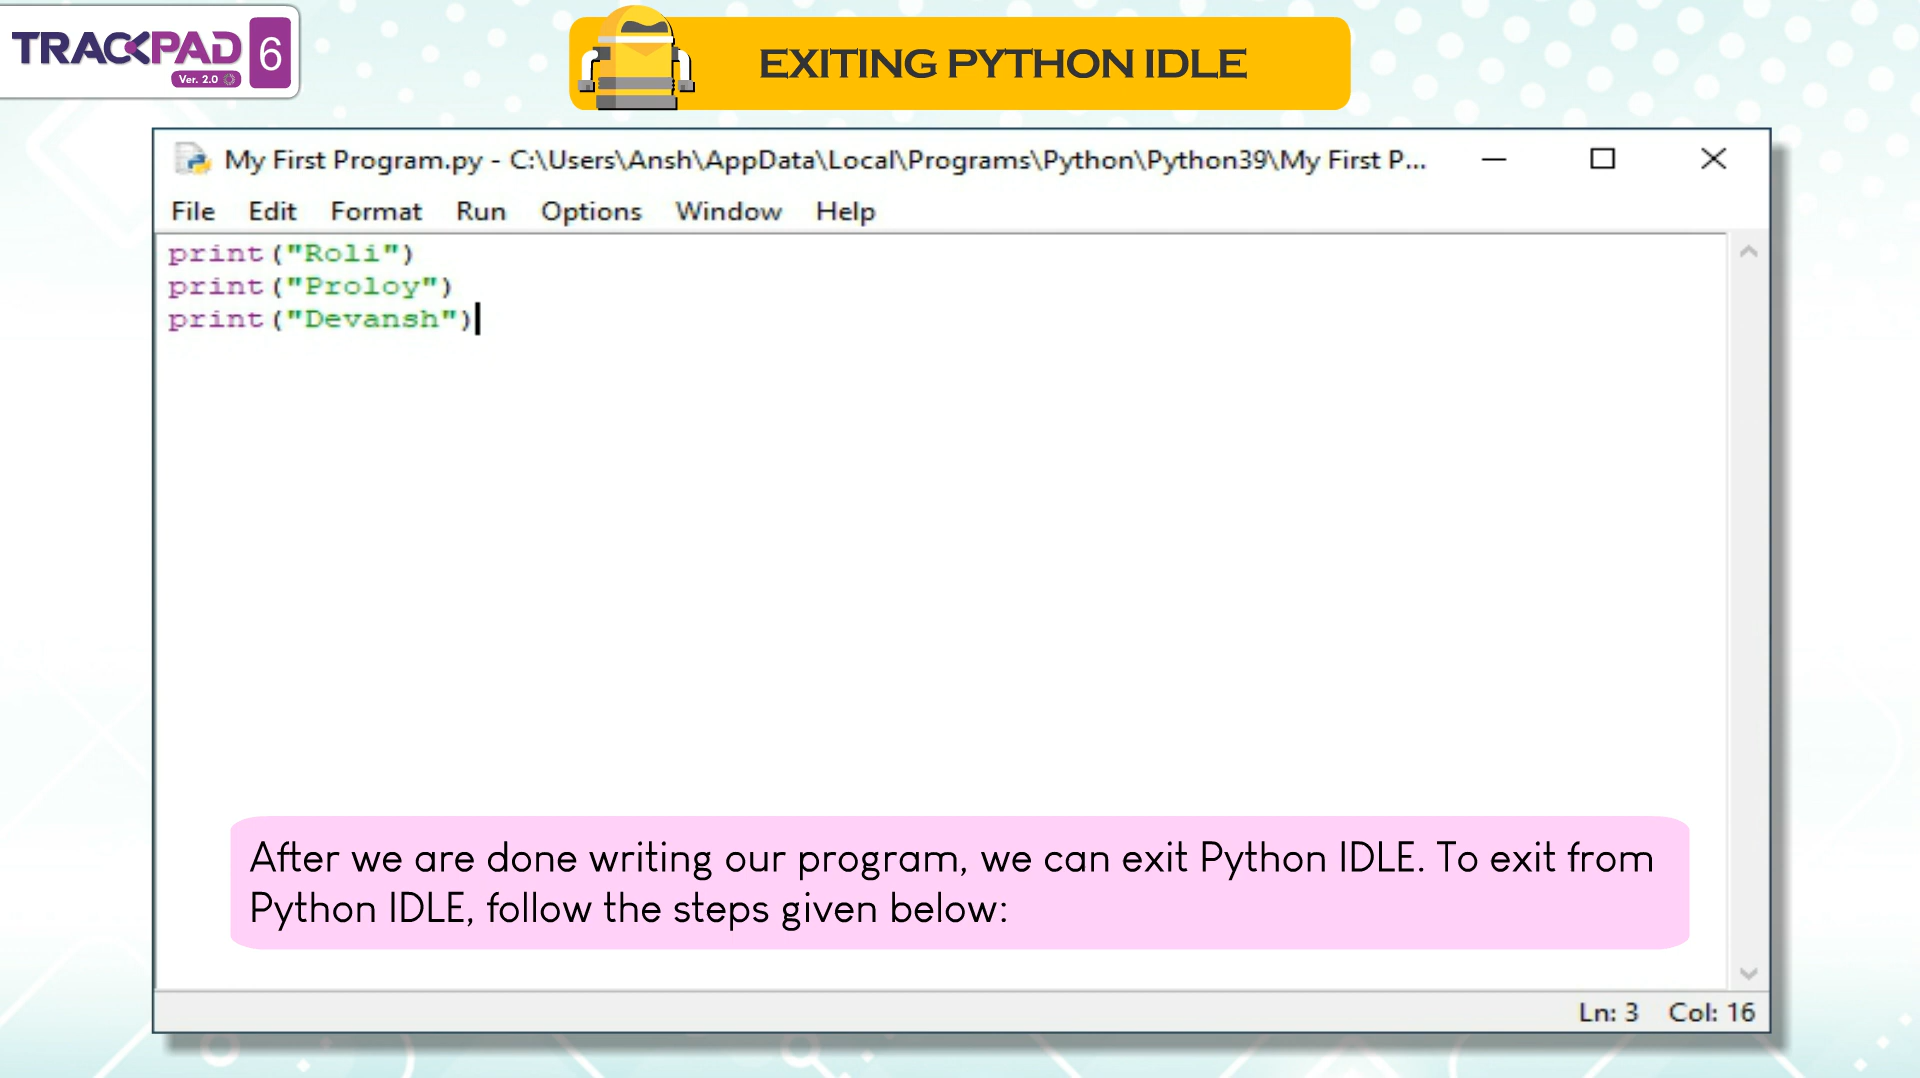 TRACKPAD 6
Ver. 2.0
EXITING PYTHON IDLE
My First Program.py - C:\Users\Ansh\AppData\Local\Programs\Python\Python39\My First P...
File Edit Format Run Options Window Help
print("Roli")
print("Proloy")
print("Devansh")
After we are done writing our program, we can exit Python IDLE. To exit from
Python IDLE, follow the steps given below:
Ln: 3 Col: 16